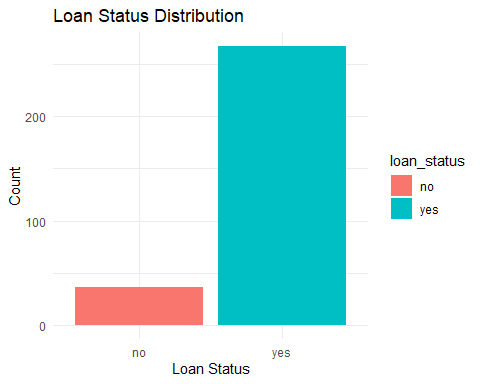 Loan Status Distribution
Count
200
100
0
no
yes
Loan Status
loan_status
no
yes